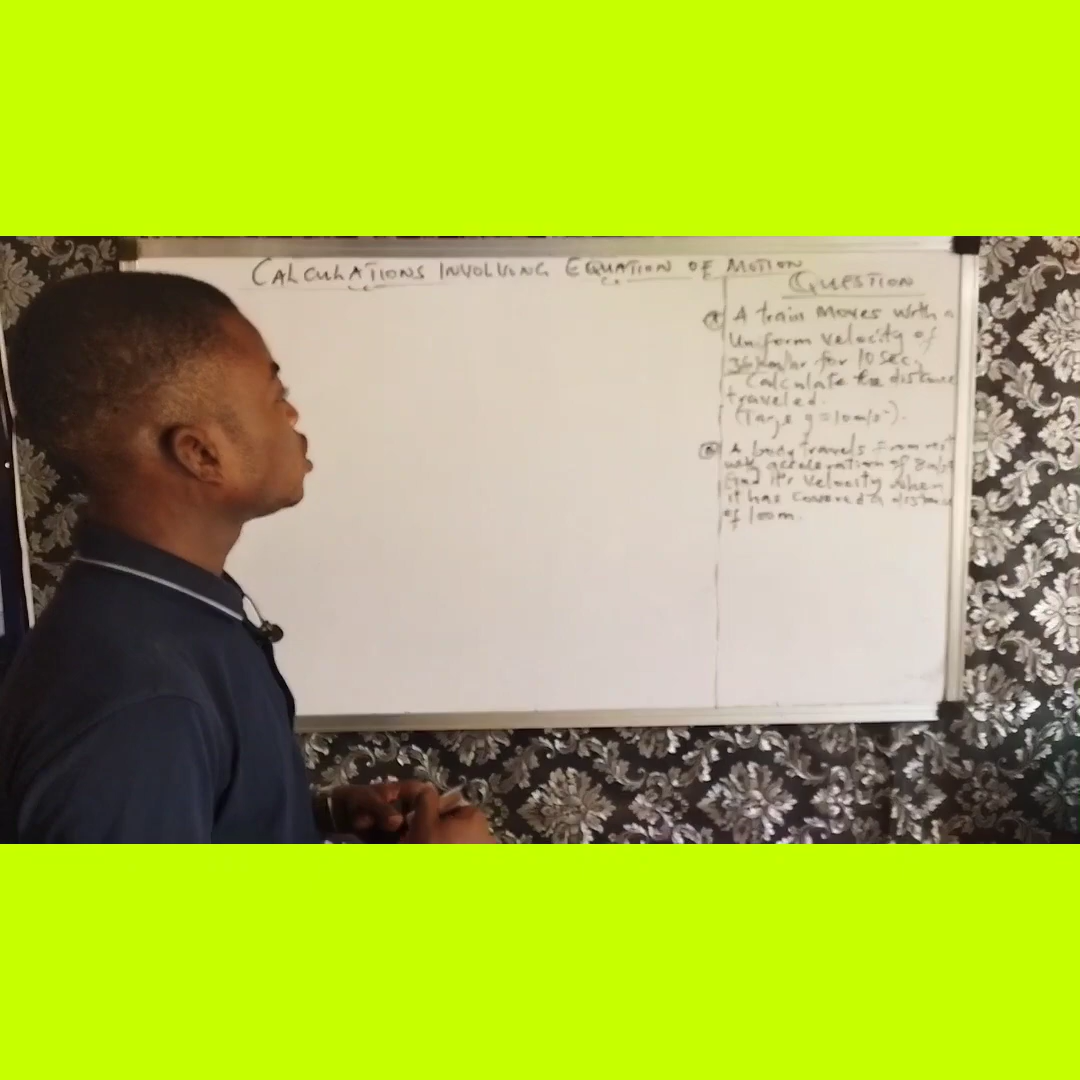 CALCULATIONS INVOLVING EQUATION OF MOTION
QUESTION
A train moves with a
Uniform velocity of
36km/hr for 10 sec.
Calculate the distance
traveled.
(Take g = 10m/s²).
A body travels from rest
with acceleration of 8m/s²
find its velocity when
it has covered a distance
of 100m.